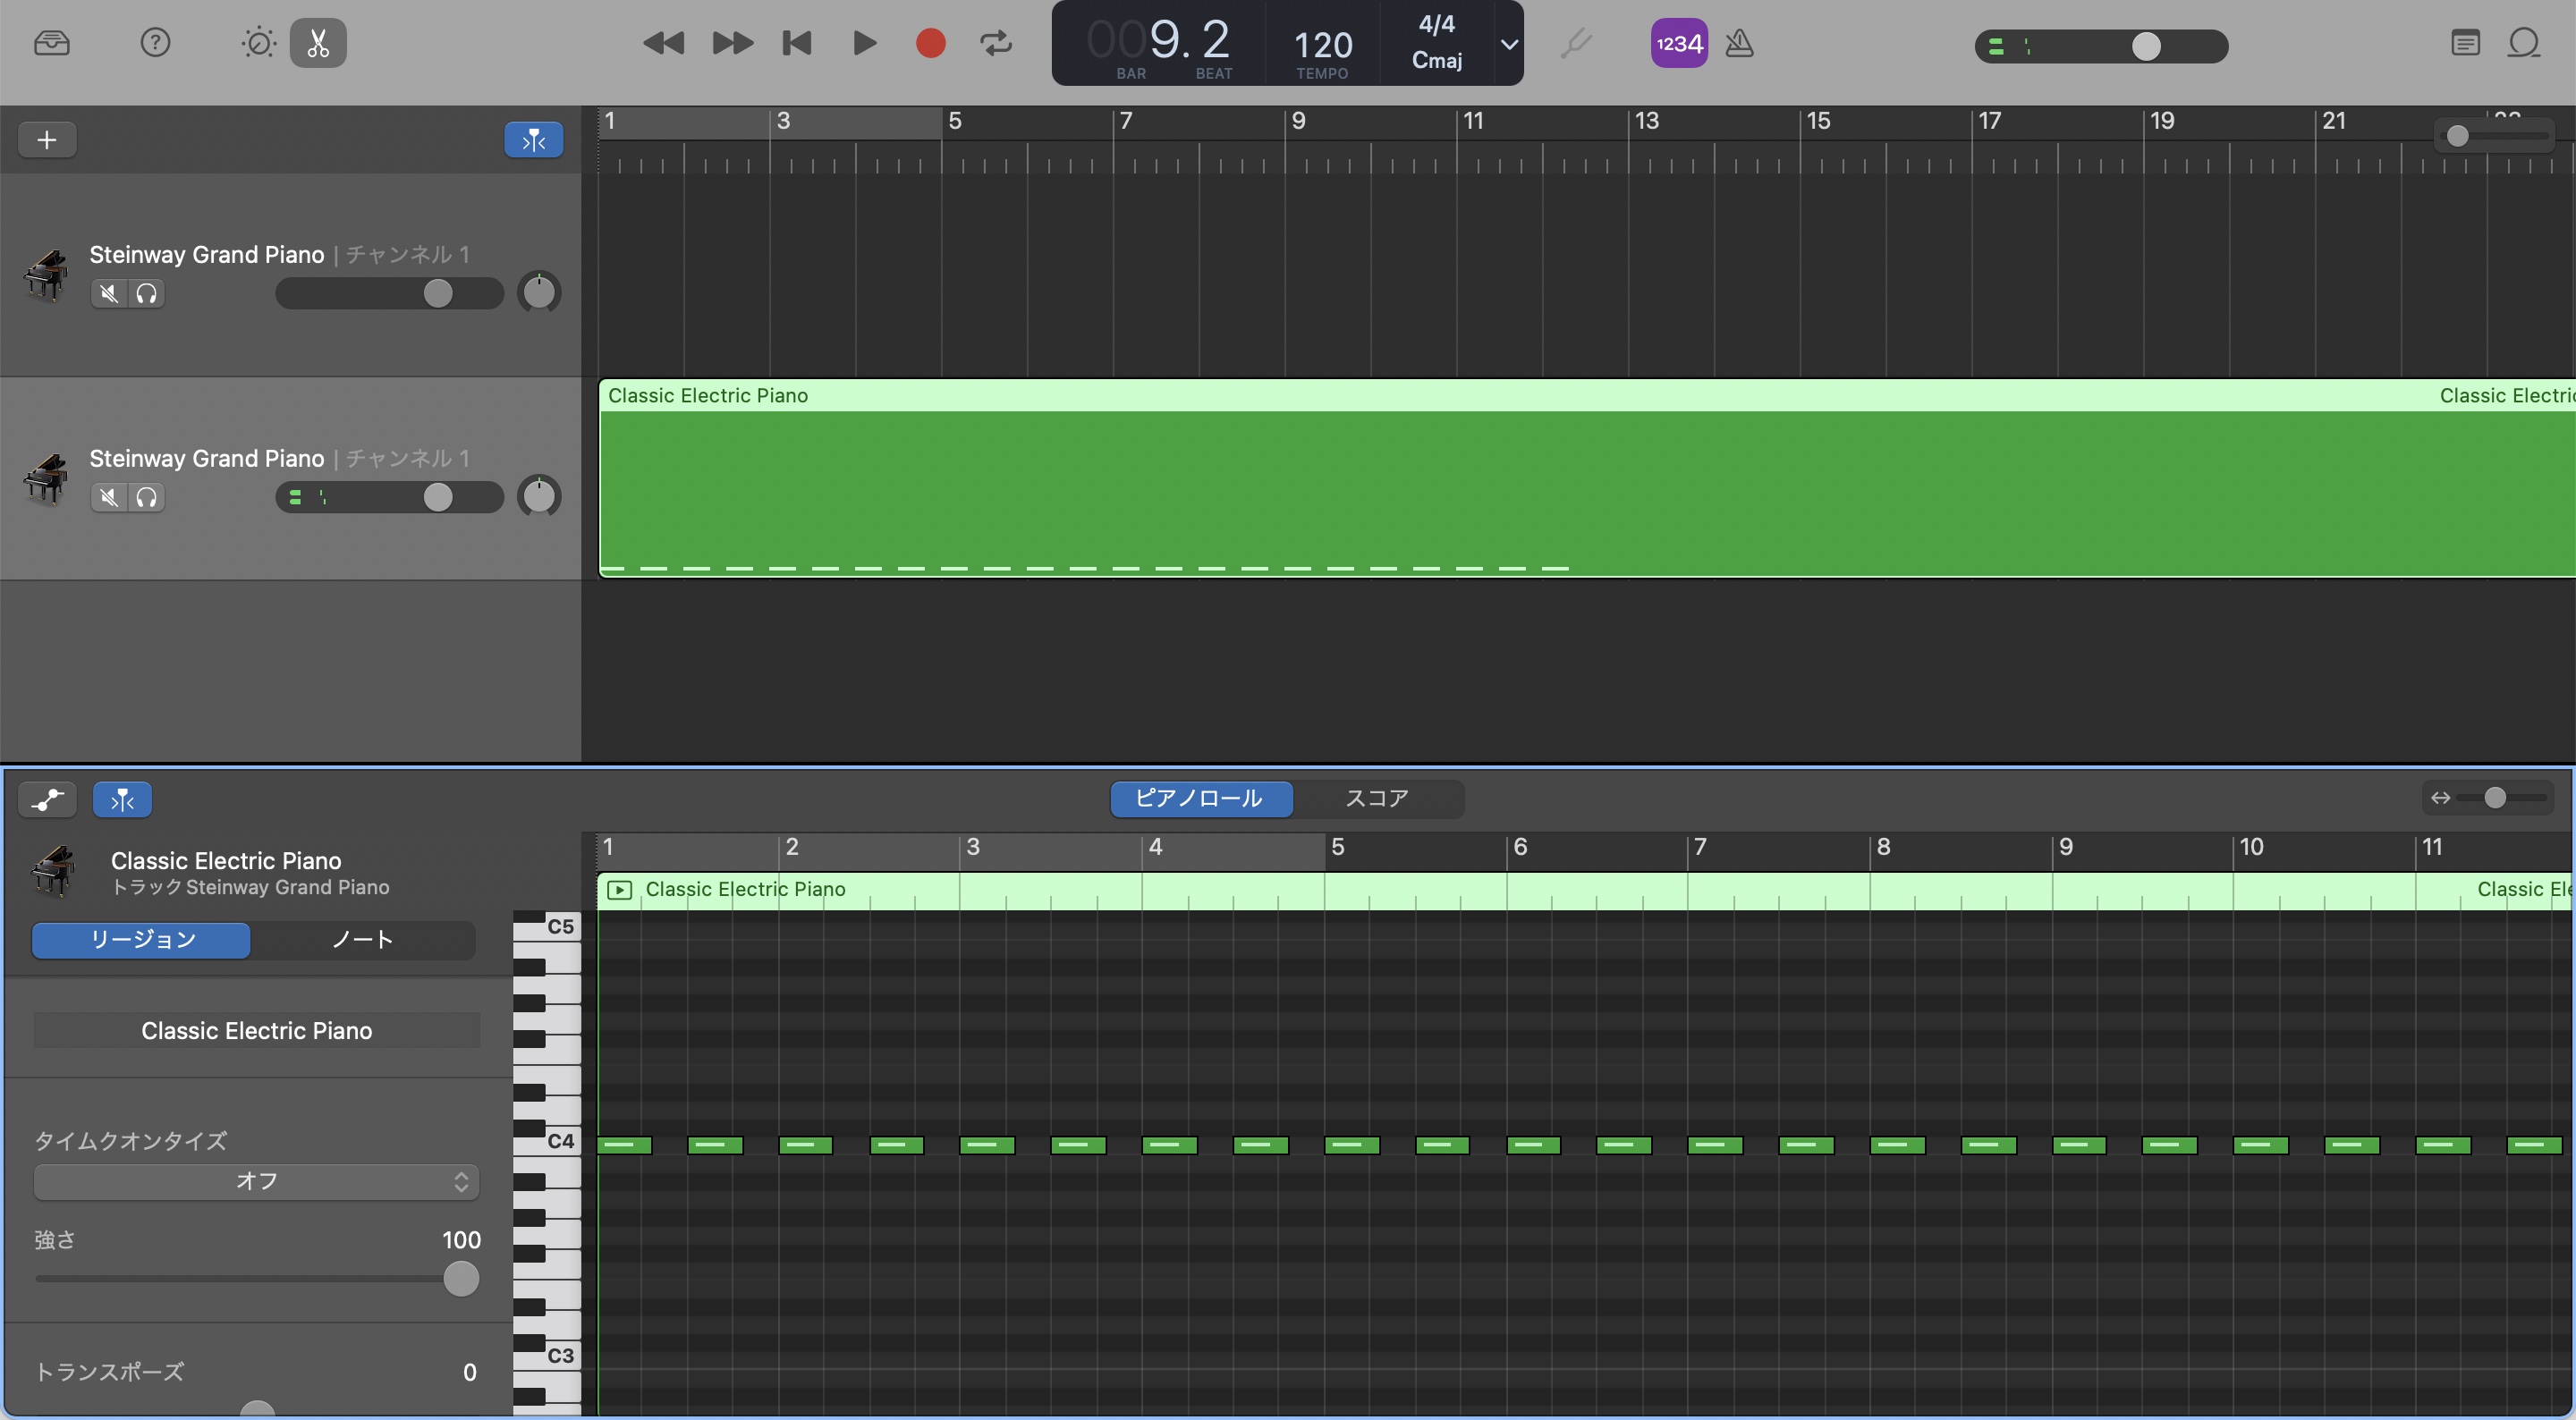 009. 2
BAR
BEAT
120
TEMPO
4/4
Cmaj
1234
1
3
5
7
9
11
13
15
17
19
21
Steinway Grand Piano | チャンネル 1
Steinway Grand Piano | チャンネル 1
Classic Electric Piano
Classic Electric
ピアノロール
スコア
Classic Electric Piano
トラック Steinway Grand Piano
リージョン
ノート
Classic Electric Piano
タイムクオンタイズ
オフ
強さ
100
トランスポーズ
0
1
2
3
4
5
6
7
8
9
10
11
Classic Electric Piano
Classic Ele
C5
C4
C3